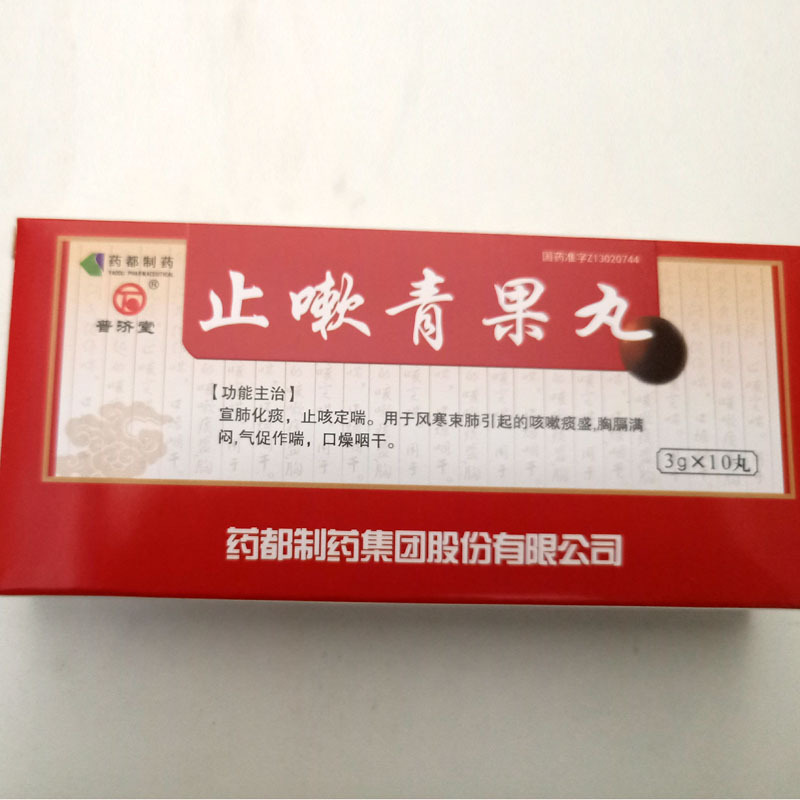 国药准字Z13020744
药都制药
YAODU PHARMACEUTICAL
普济堂®
止嗽青果丸
【功能主治】
宣肺化痰，止咳定喘。用于风寒束肺引起的咳嗽痰盛,胸膈满
闷,气促作喘，口燥咽干。
3g×10丸
药都制药集团股份有限公司